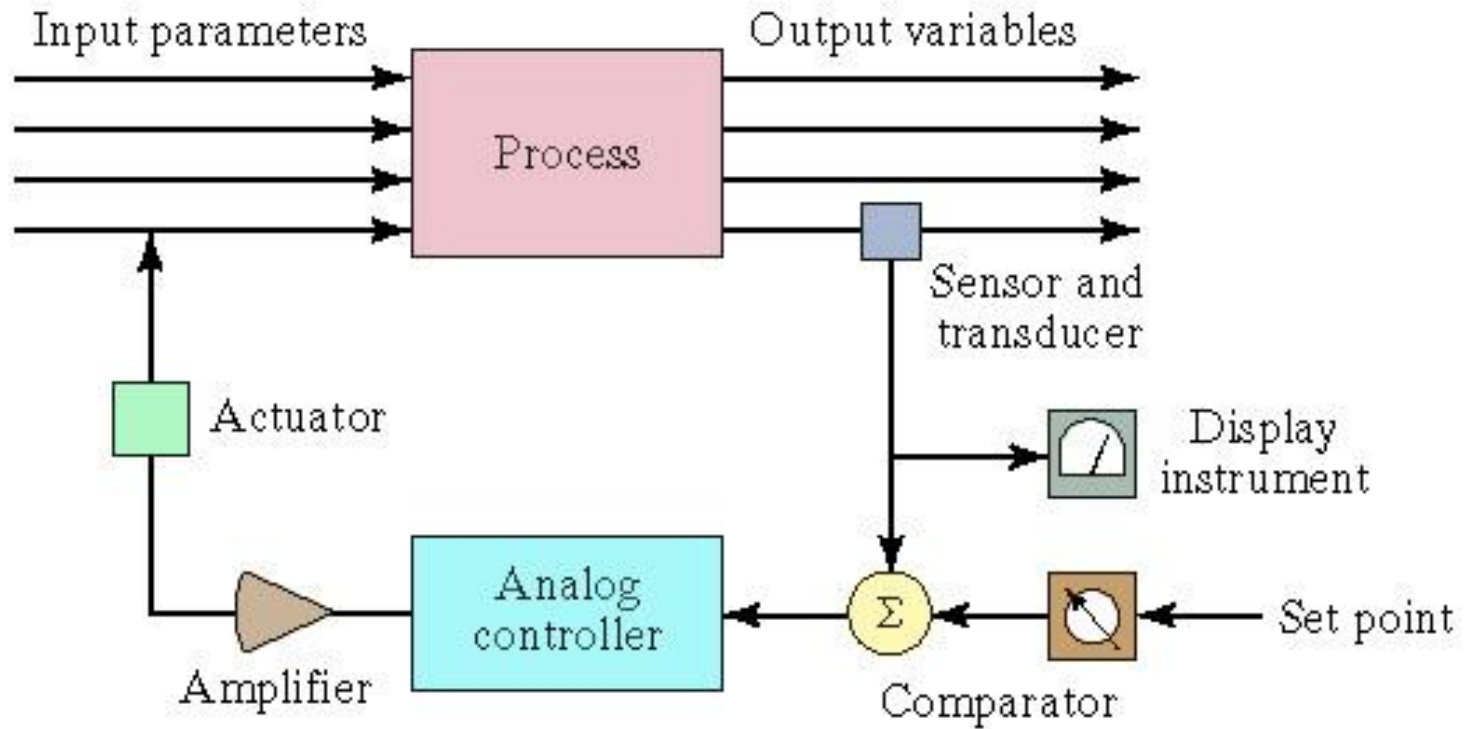 Input parameters
Output variables
Process
Sensor and
transducer
Actuator
Display
instrument
Analog
controller
Σ
Set point
Amplifier
Comparator